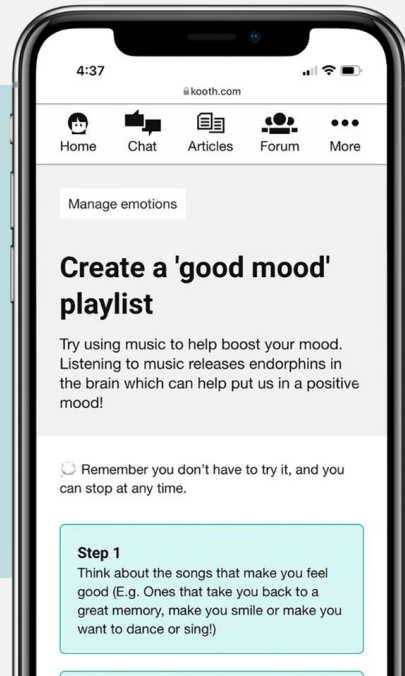 4:37
kooth.com
Home Chat Articles Forum More
Manage emotions
Create a 'good mood'
playlist
Try using music to help boost your mood.
Listening to music releases endorphins in
the brain which can help put us in a positive
mood!
Remember you don't have to try it, and you
can stop at any time.
Step 1
Think about the songs that make you feel
good (E.g. Ones that take you back to a
great memory, make you smile or make you
want to dance or sing!)